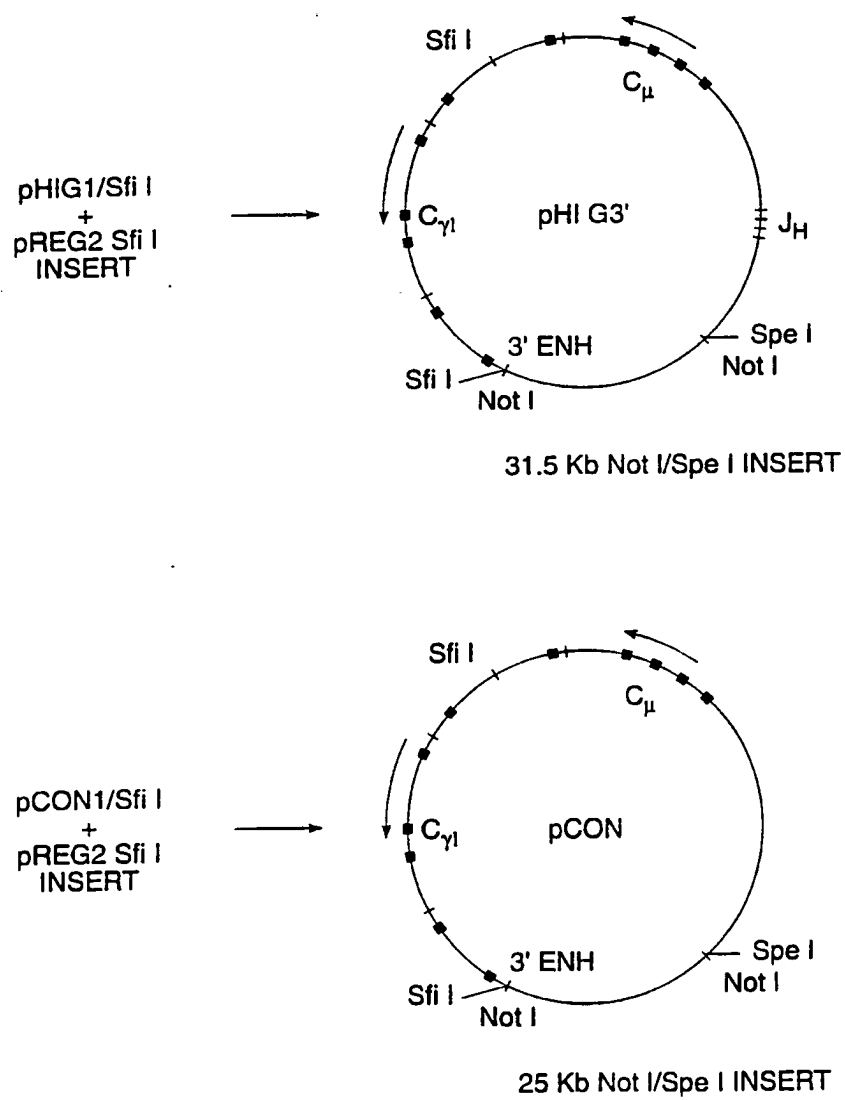 Sfi I
Cμ
pHIG1/Sfi I
+
pREG2 Sfi I
INSERT
Cγl
pHI G3'
JH
3' ENH
Spe I
Sfi I
Not I
Not I
31.5 Kb Not I/Spe I INSERT
Sfi I
Cμ
pCON1/Sfi I
+
pREG2 Sfi I
INSERT
Cγl
pCON
3' ENH
Spe I
Sfi I
Not I
Not I
25 Kb Not I/Spe I INSERT